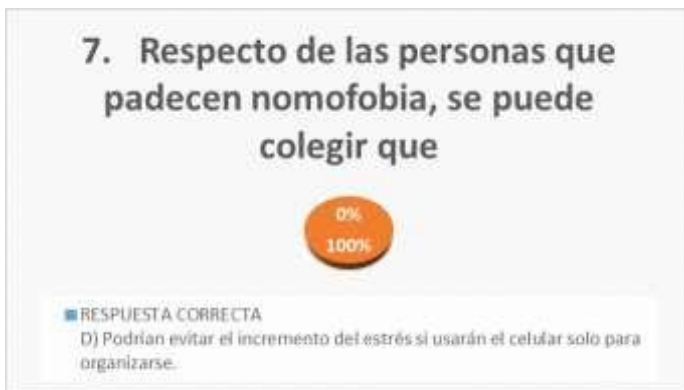 7. Respecto de las personas que
padecen nomofobia, se puede
colegir que
0%
100%
RESPUESTA CORRECTA
D) Podrían evitar el incremento del estrés si usarán el celular solo para
organizarse.